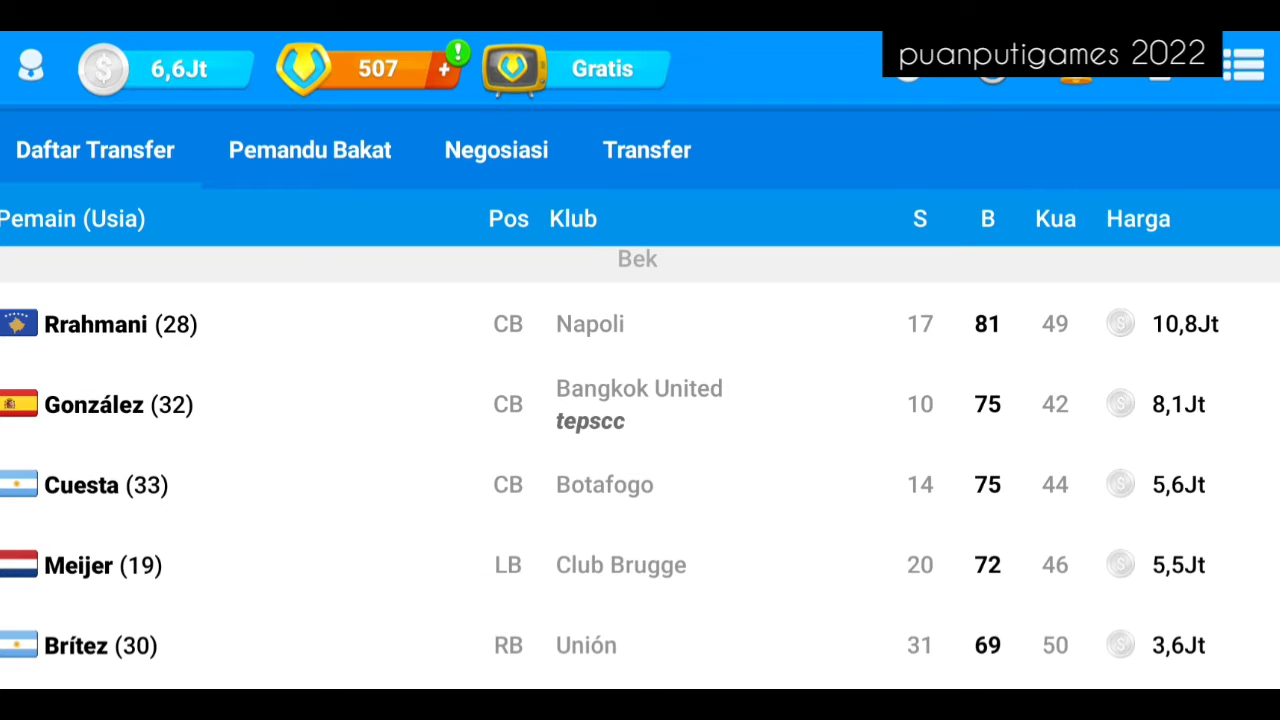 puanputigames 2022
6,6Jt 507 + ! Gratis
Daftar Transfer Pemandu Bakat Negosiasi Transfer
Pemain (Usia) Pos Klub S B Kua Harga
Bek
Rrahmani (28) CB Napoli 17 81 49 10,8Jt
González (32) CB Bangkok United 10 75 42 8,1Jt
tepscc
Cuesta (33) CB Botafogo 14 75 44 5,6Jt
Meijer (19) LB Club Brugge 20 72 46 5,5Jt
Brítez (30) RB Unión 31 69 50 3,6Jt